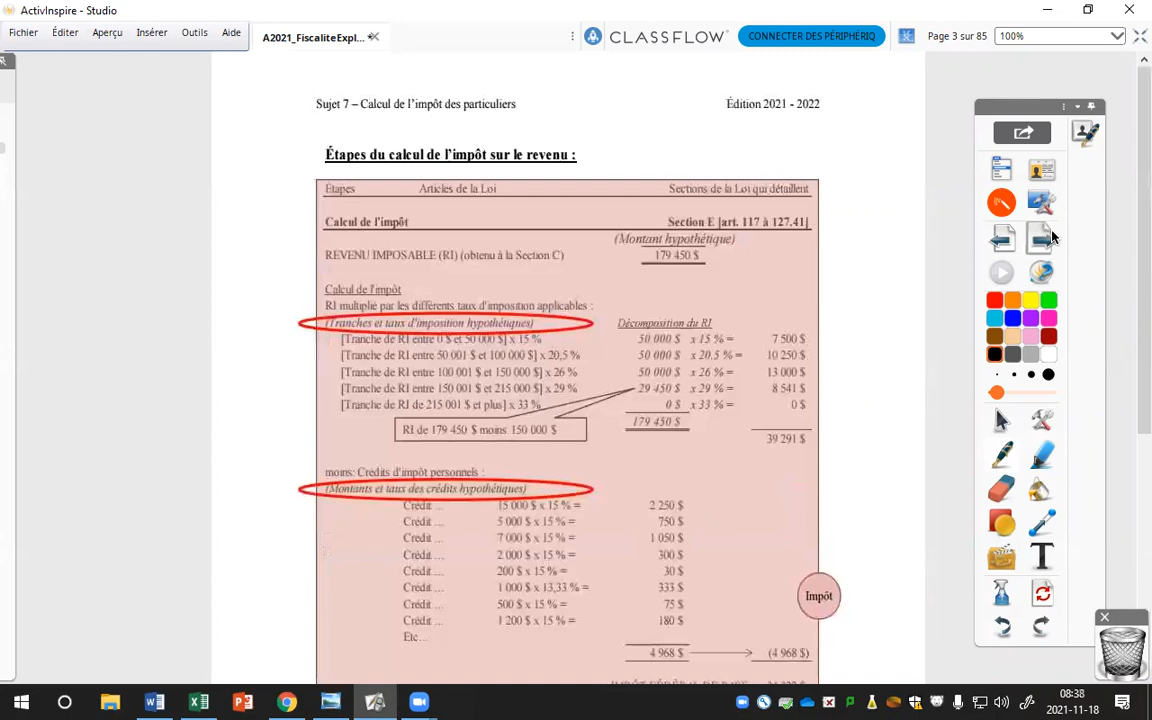 ActivInspire - Studio
Fichier Éditer Aperçu Insérer Outils Aide
A2021_FiscaliteExpl...
CLASSFLOW
CONNECTER DES PÉRIPHÉRIQ
Page 3 sur 85
100%
Sujet 7 – Calcul de l'impôt des particuliers Édition 2021 - 2022
Étapes du calcul de l'impôt sur le revenu :
Étapes Articles de la Loi Sections de la Loi qui détaillent
Calcul de l'impôt Section E [art. 117 à 127.41]
(Montant hypothétique)
REVENU IMPOSABLE (RI) (obtenu à la Section C) 179 450 $
Calcul de l'impôt
RI multiplié par les différents taux d'imposition applicables :
(Tranches et taux d'imposition hypothétiques) Décomposition du RI
[Tranche de RI entre 0 $ et 50 000 $] x 15 % 50 000 $ x 15 % = 7 500 $
[Tranche de RI entre 50 001 $ et 100 000 $] x 20,5 % 50 000 $ x 20.5 % = 10 250 $
[Tranche de RI entre 100 001 $ et 150 000 $] x 26 % 50 000 $ x 26 % = 13 000 $
[Tranche de RI entre 150 001 $ et 215 000 $] x 29 % 29 450 $ x 29 % = 8 541 $
[Tranche de RI de 215 001 $ et plus] x 33 % 0 $ x 33 % = 0 $
179 450 $
RI de 179 450 $ moins 150 000 $
39 291 $
moins: Crédits d'impôt personnels :
(Montants et taux des crédits hypothétiques)
Crédit ... 15 000 $ x 15 % = 2 250 $
Crédit ... 5 000 $ x 15 % = 750 $
Crédit ... 7 000 $ x 15 % = 1 050 $
Crédit ... 2 000 $ x 15 % = 300 $
Crédit ... 200 $ x 15 % = 30 $
Crédit ... 1 000 $ x 13,33 % = 333 $
Impôt
Crédit ... 500 $ x 15 % = 75 $
Crédit ... 1 200 $ x 15 % = 180 $
Etc...
4 968 $ (4 968 $)
08:38
2021-11-18